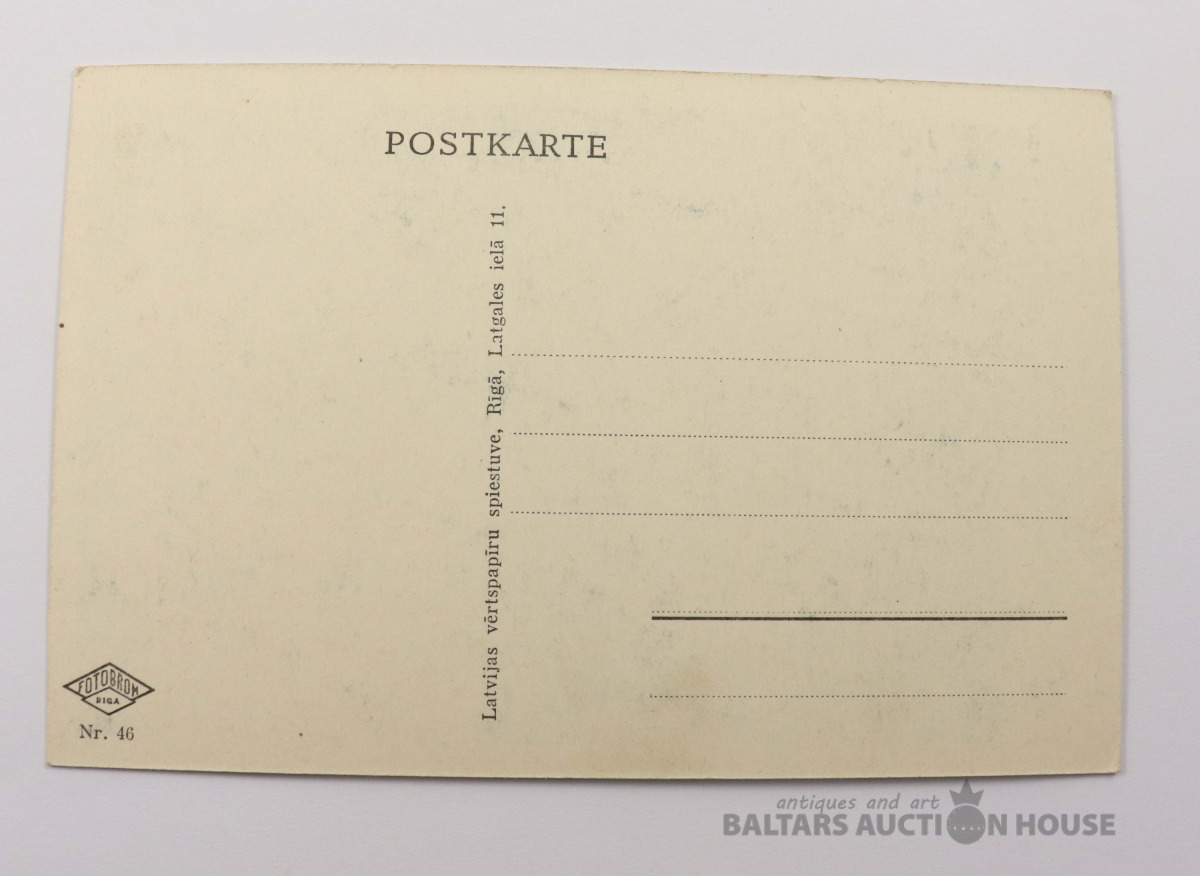 POSTKARTE
Latvijas vērtspapīru spiestuve, Rīgā, Latgales ielā 11.
FOTOBROM
RIGA
Nr. 46
antiques and art
BALTARS AUCTION HOUSE